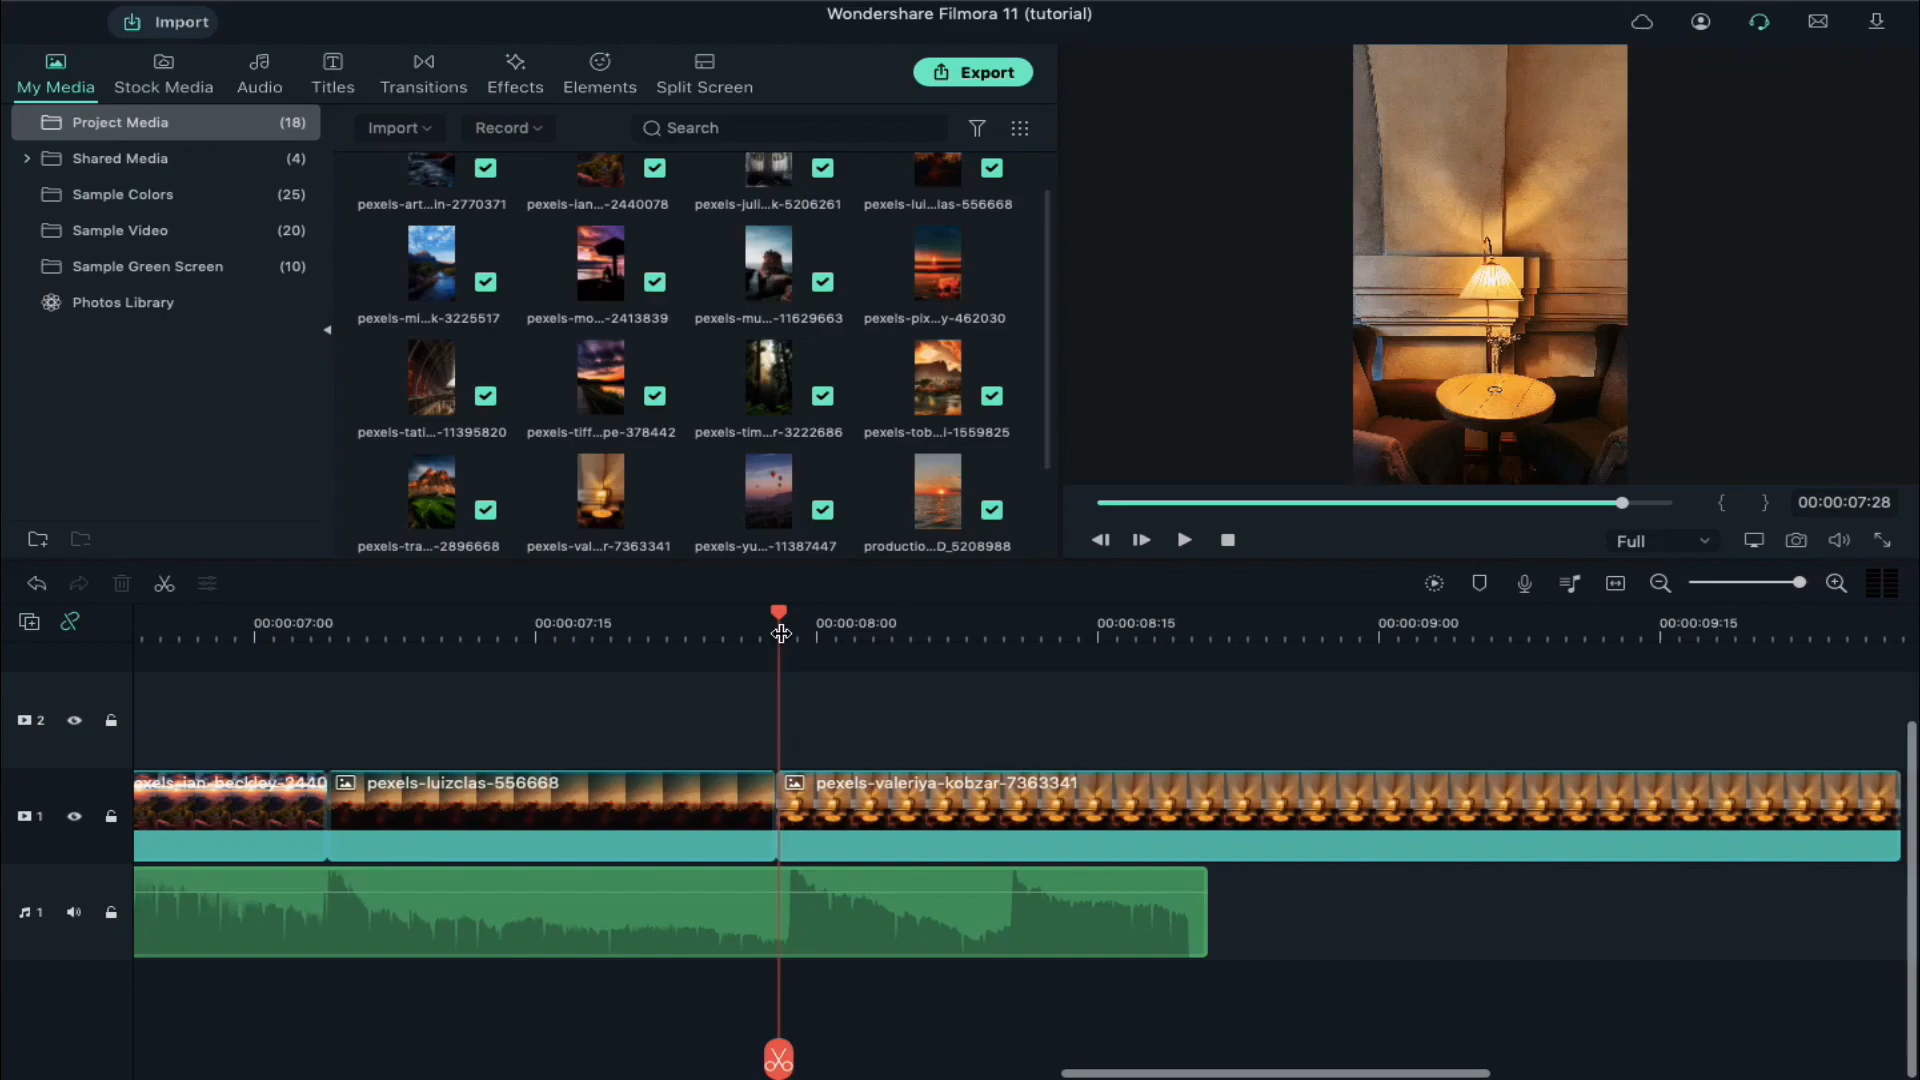 Import
Wondershare Filmora 11 (tutorial)
My Media
Stock Media
Audio
Titles
Transitions
Effects
Elements
Split Screen
Export
Project Media (18)
Shared Media (4)
Sample Colors (25)
Sample Video (20)
Sample Green Screen (10)
Photos Library
Import
Record
Search
pexels-art...in-2770371
pexels-ian...-2440078
pexels-juli...k-5206261
pexels-lui...las-556668
pexels-mi...k-3225517
pexels-mo...-2413839
pexels-mu...-11629663
pexels-pix...y-462030
pexels-tati...-11395820
pexels-tiff...pe-378442
pexels-tim...r-3222686
pexels-tob...i-1559825
pexels-tra...-2896668
pexels-val...r-7363341
pexels-yu...-11387447
productio...D_5208988
{ }
00:00:07:28
Full
00:00:07:00
00:00:07:15
00:00:08:00
00:00:08:15
00:00:09:00
00:00:09:15
2
1
exels-ian-beckley-2440
pexels-luizclas-556668
pexels-valeriya-kobzar-7363341
1